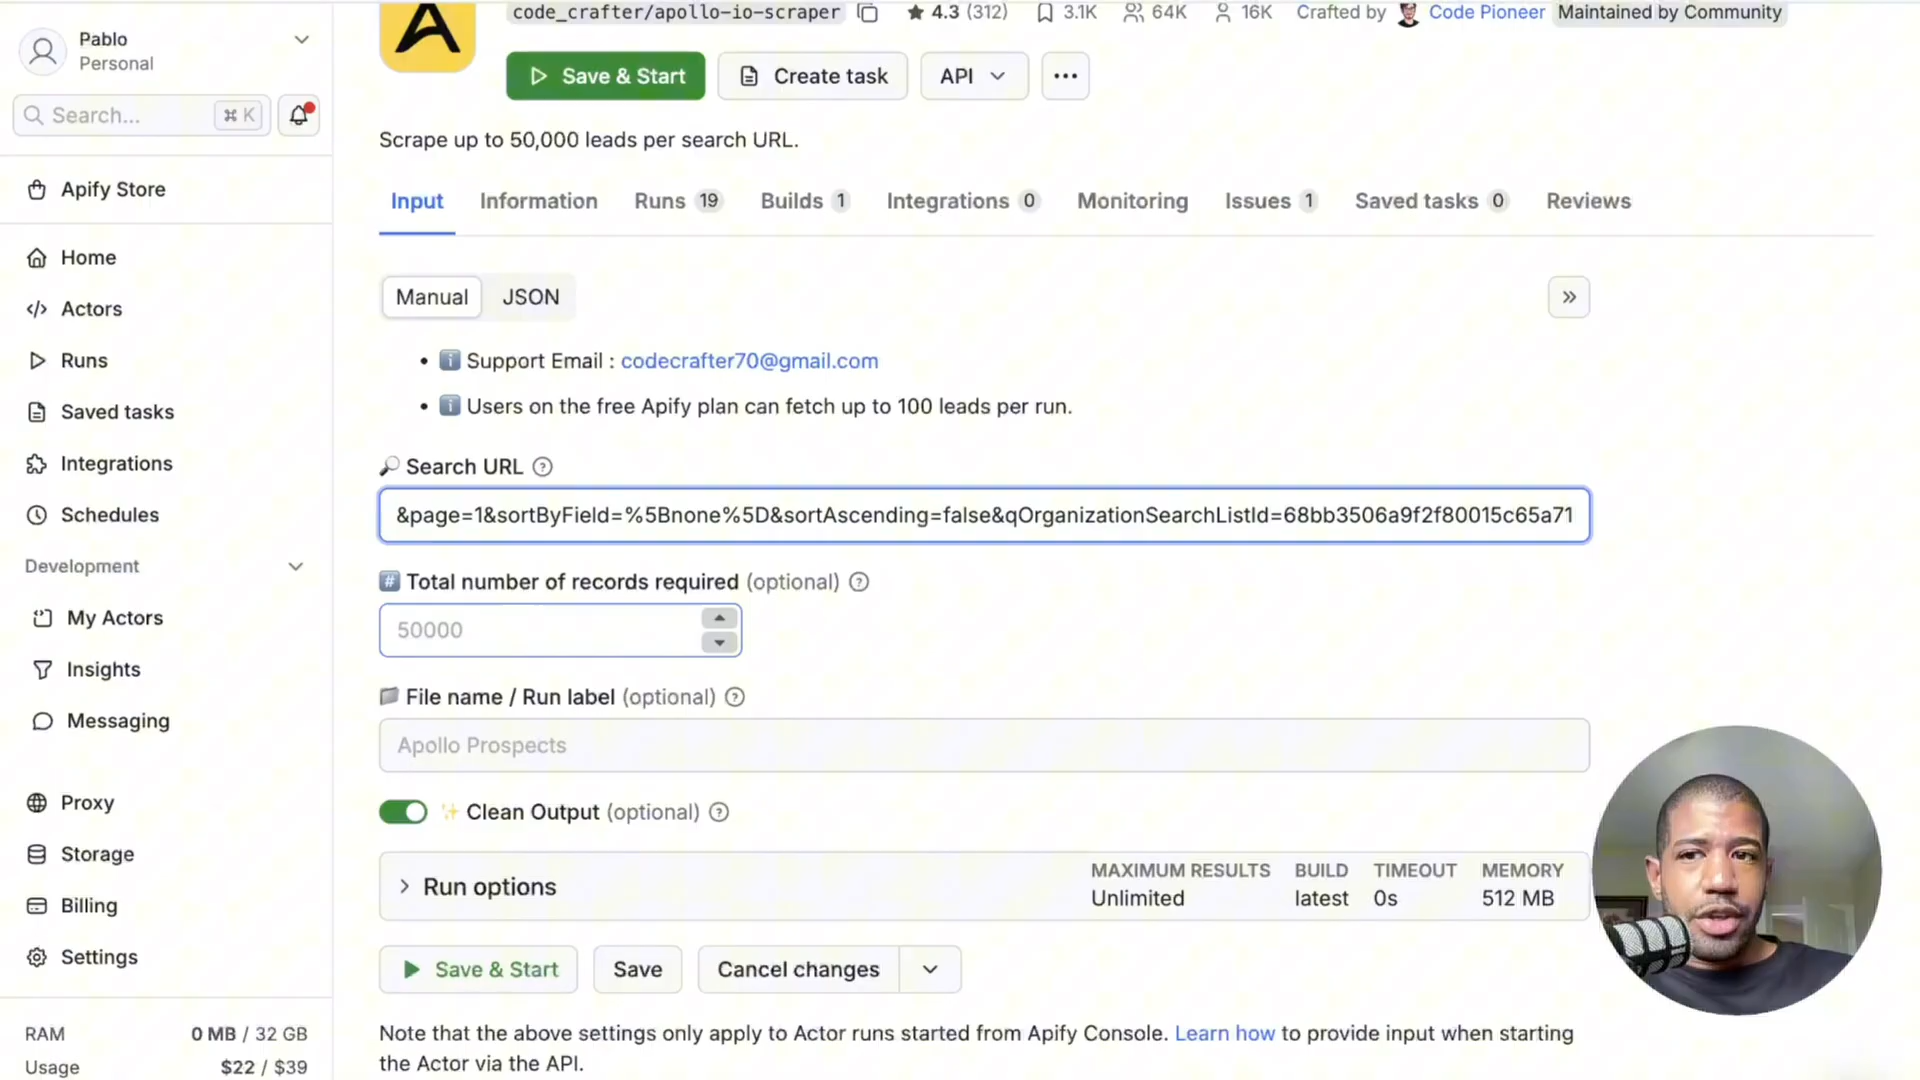 Pablo
Personal
Search...
⌘ K
Apify Store
Home
Actors
Runs
Saved tasks
Integrations
Schedules
Development
My Actors
Insights
Messaging
Proxy
Storage
Billing
Settings
RAM 0 MB / 32 GB
Usage $22 / $39
code_crafter/apollo-io-scraper 4.3 (312) 3.1K 64K 16K Crafted by Code Pioneer Maintained by Community
Save & Start Create task API
Scrape up to 50,000 leads per search URL.
Input Information Runs 19 Builds 1 Integrations 0 Monitoring Issues 1 Saved tasks 0 Reviews
Manual JSON
• Support Email : codecrafter70@gmail.com
• Users on the free Apify plan can fetch up to 100 leads per run.
Search URL
&page=1&sortByField=%5Bnone%5D&sortAscending=false&qOrganizationSearchListId=68bb3506a9f2f80015c65a71
Total number of records required (optional)
50000
File name / Run label (optional)
Apollo Prospects
Clean Output (optional)
Run options
MAXIMUM RESULTS BUILD TIMEOUT MEMORY
Unlimited latest 0s 512 MB
Save & Start Save Cancel changes
Note that the above settings only apply to Actor runs started from Apify Console. Learn how to provide input when starting
the Actor via the API.